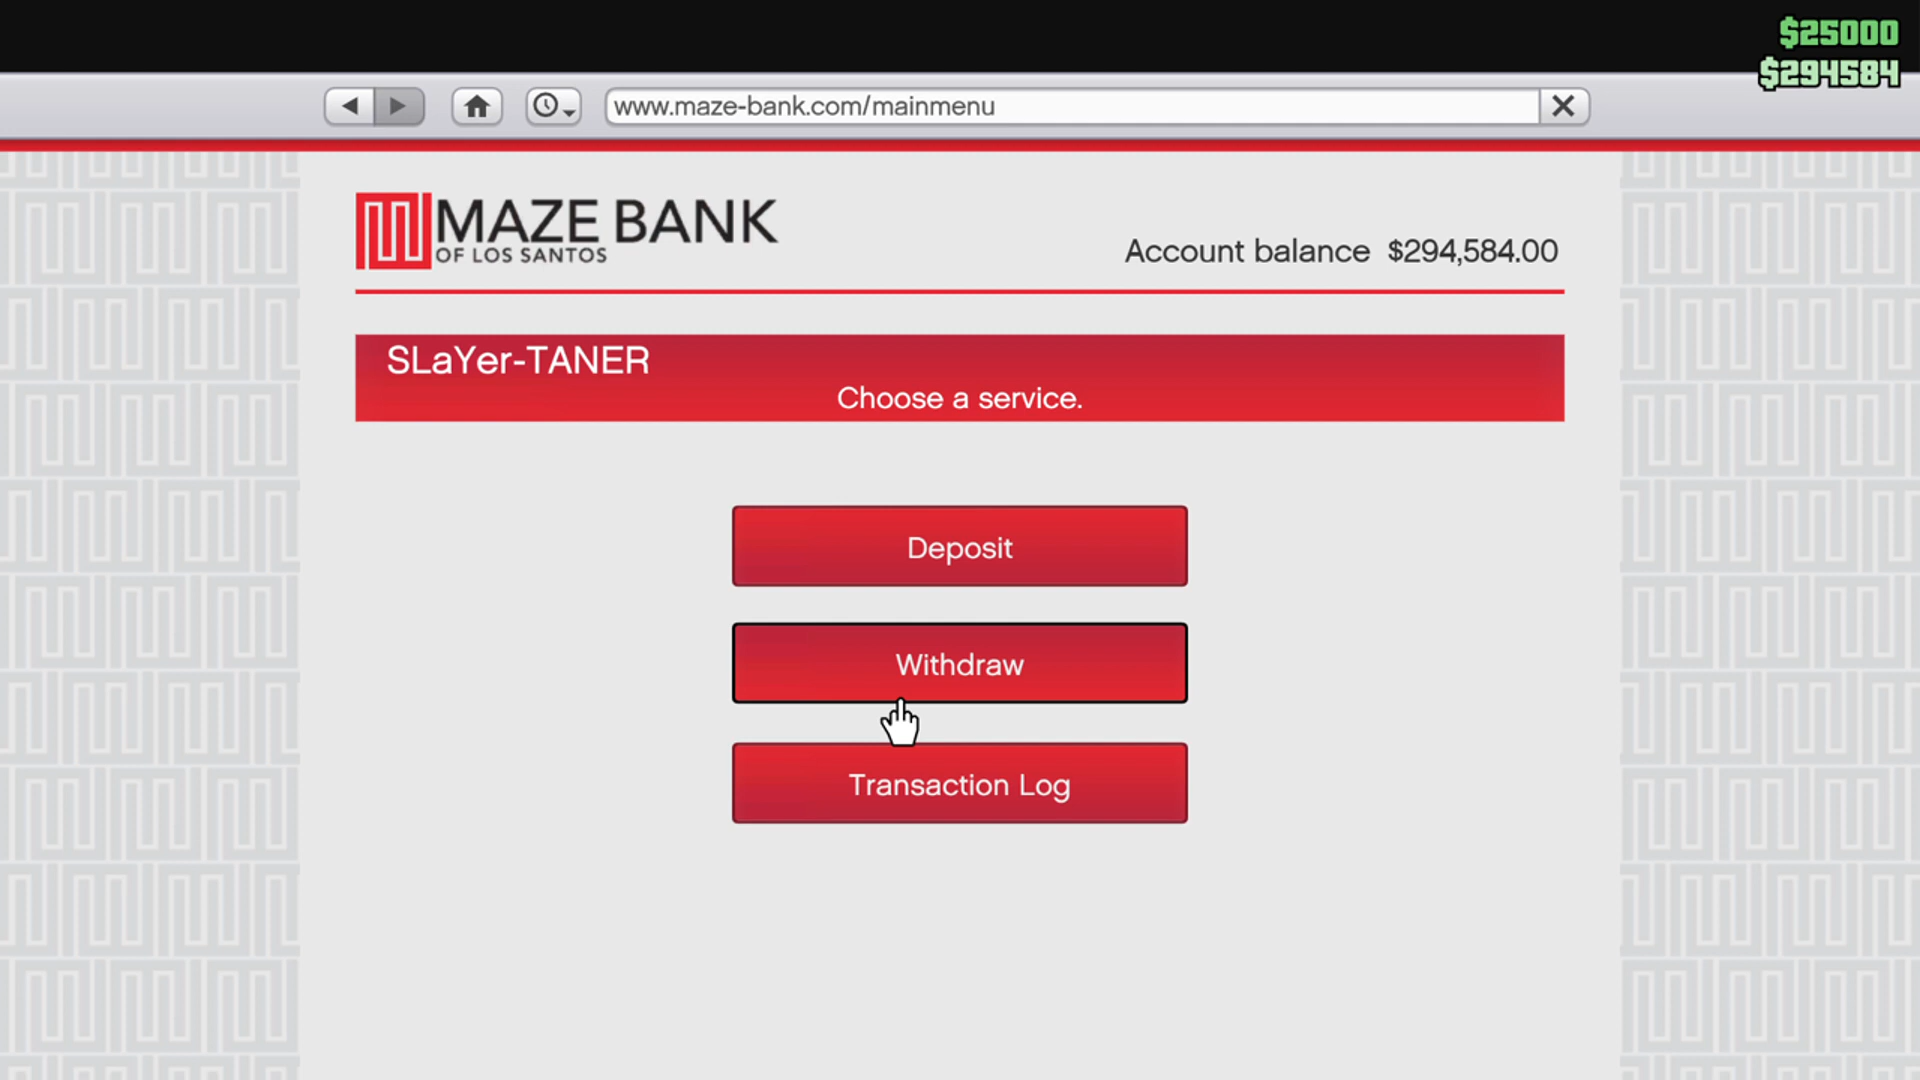 $25000
$294584
www.maze-bank.com/mainmenu
MAZE BANK
OF LOS SANTOS
Account balance $294,584.00
SLaYer-TANER
Choose a service.
Deposit
Withdraw
Transaction Log